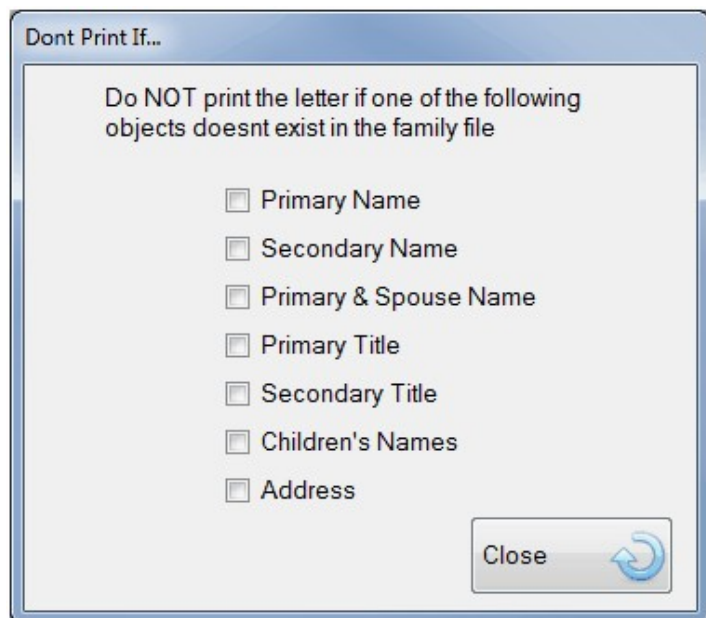 Dont Print If...
Do NOT print the letter if one of the following
objects doesnt exist in the family file
Primary Name
Secondary Name
Primary & Spouse Name
Primary Title
Secondary Title
Children's Names
Address
Close